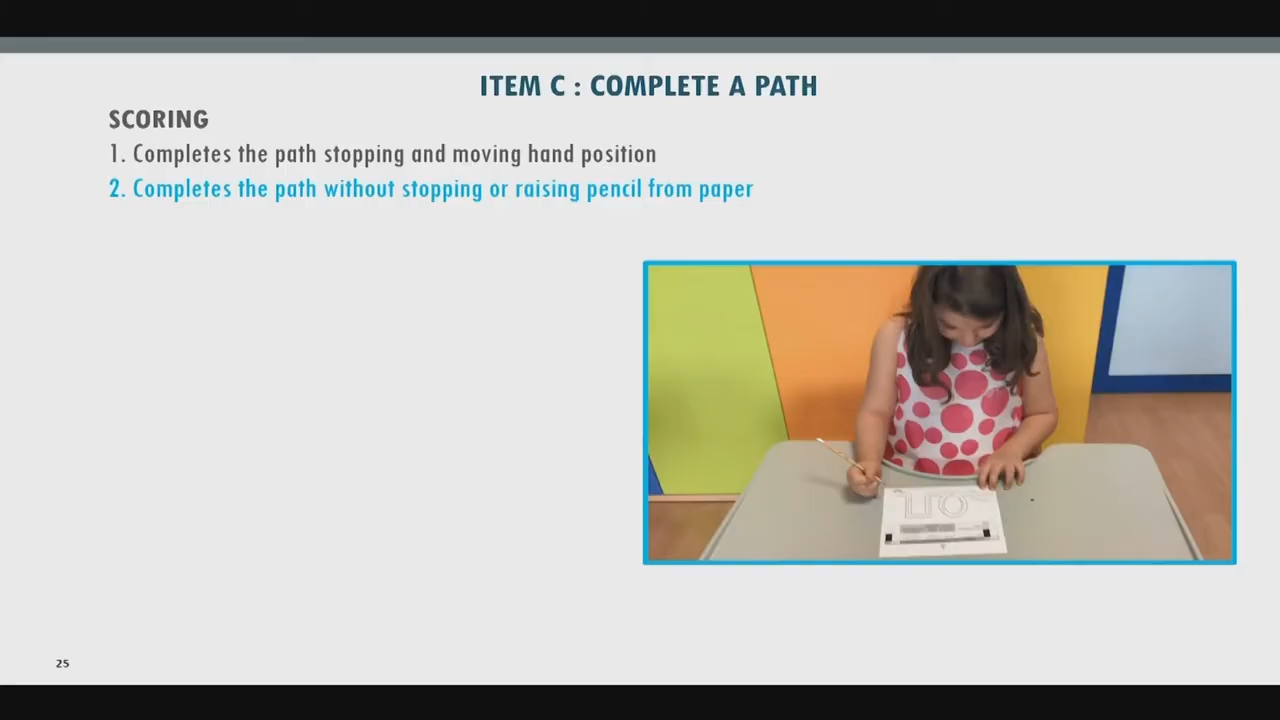 ITEM C : COMPLETE A PATH
SCORING
1. Completes the path stopping and moving hand position
2. Completes the path without stopping or raising pencil from paper
25